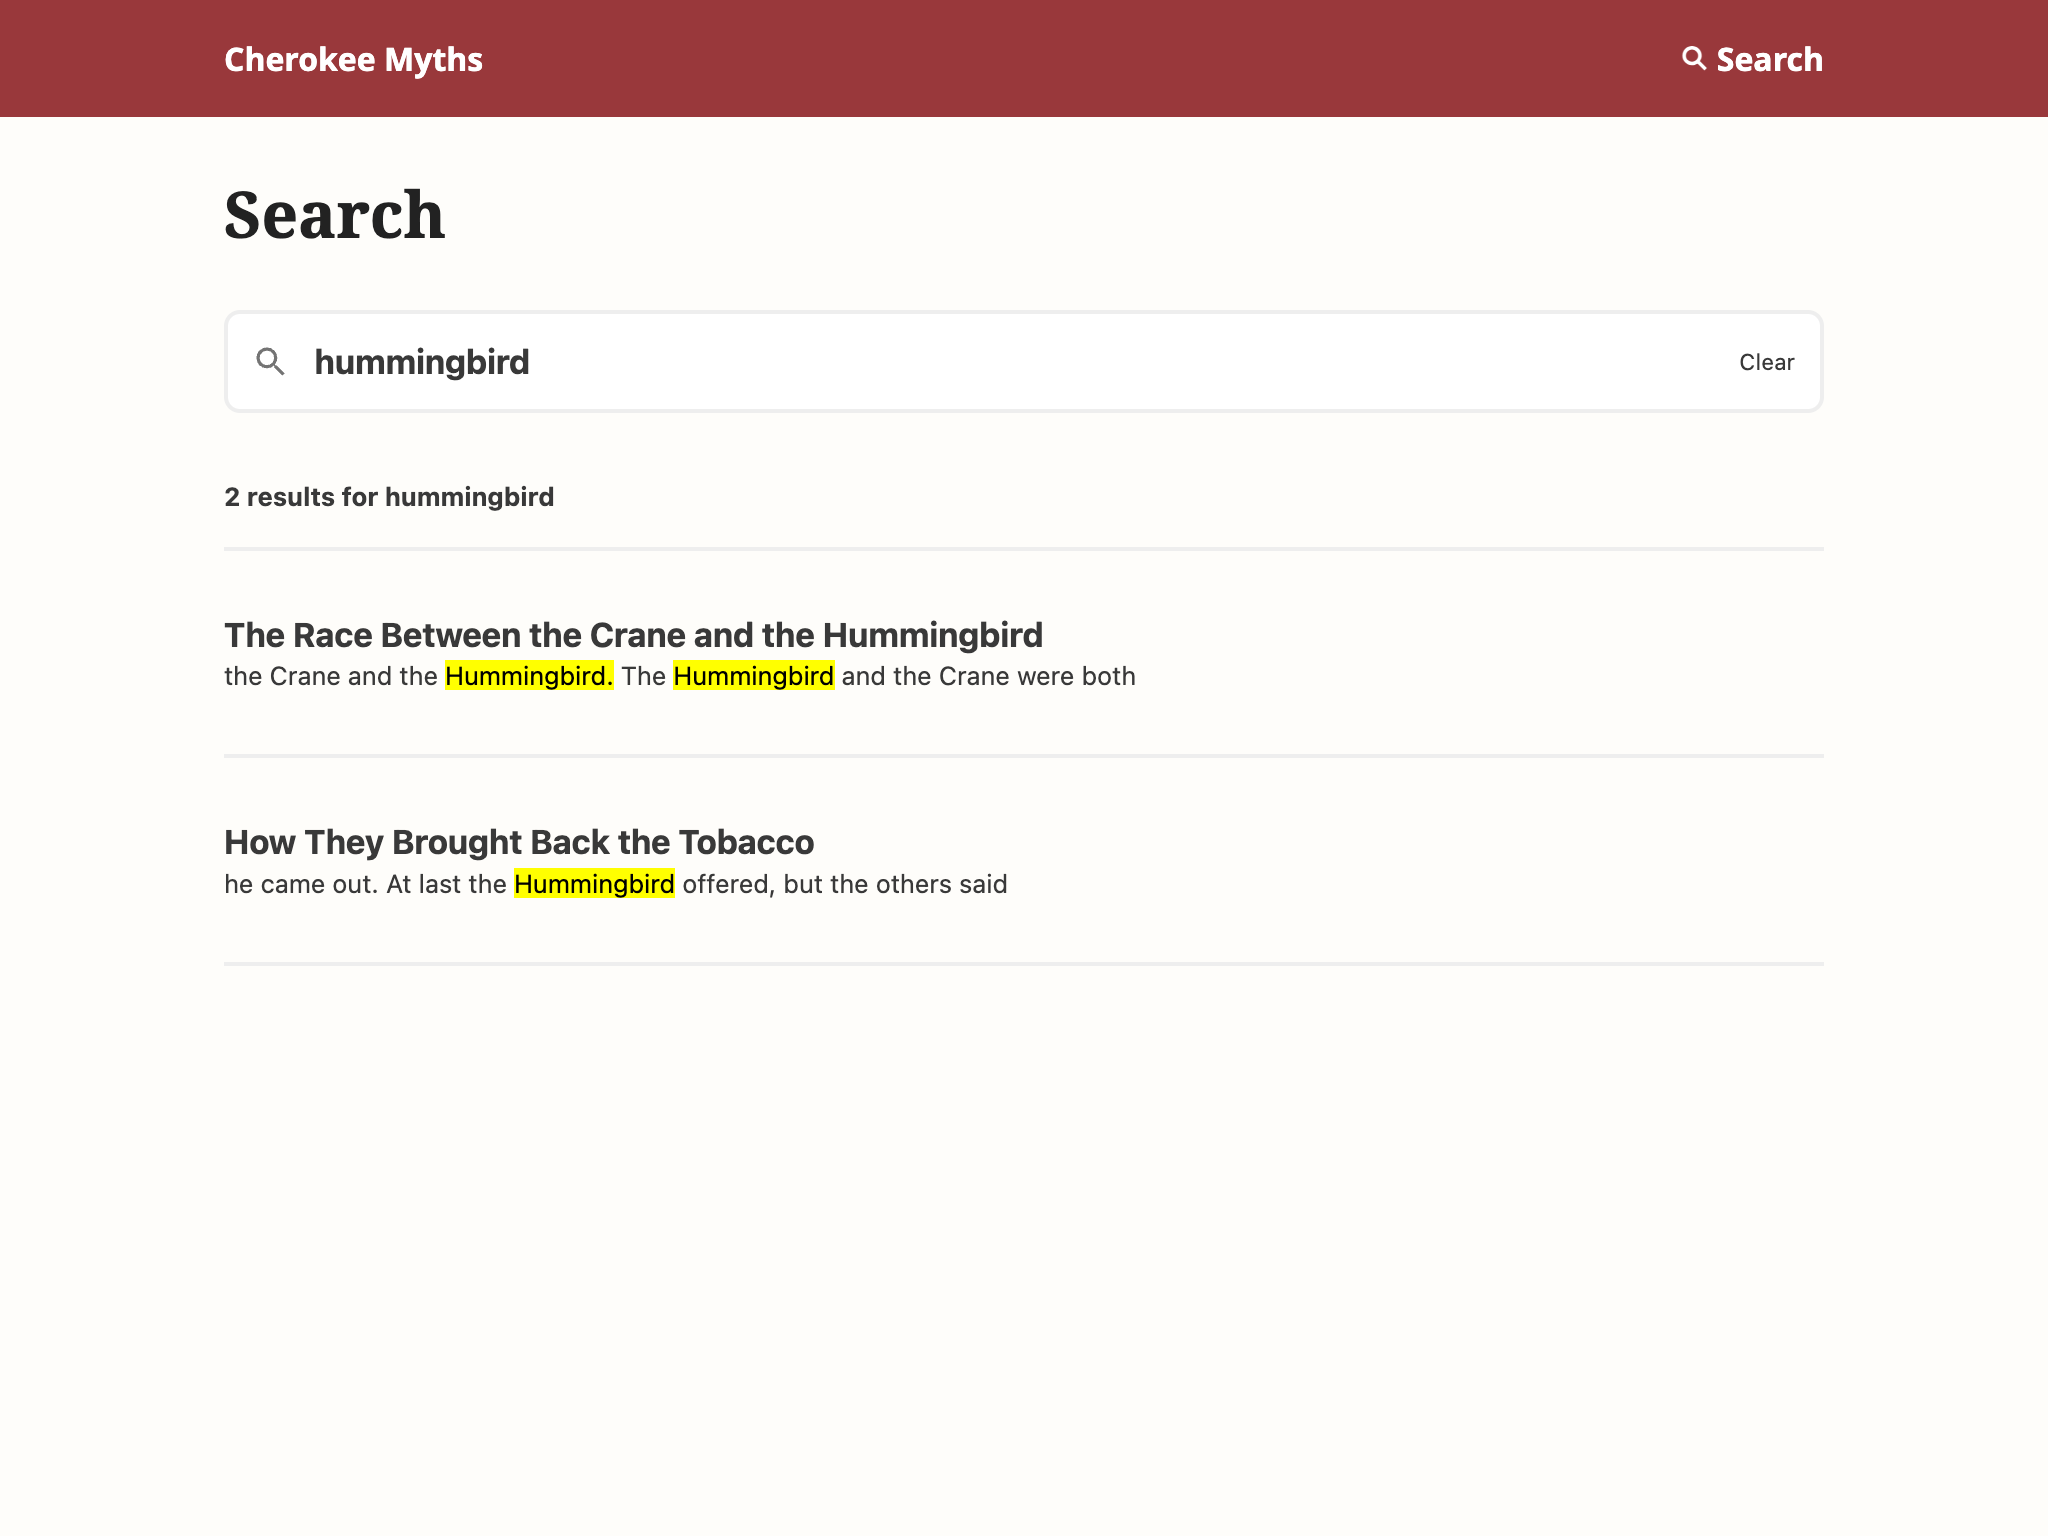 Cherokee Myths
Search
Search
hummingbird
Clear
2 results for hummingbird
The Race Between the Crane and the Hummingbird
the Crane and the Hummingbird. The Hummingbird and the Crane were both
How They Brought Back the Tobacco
he came out. At last the Hummingbird offered, but the others said